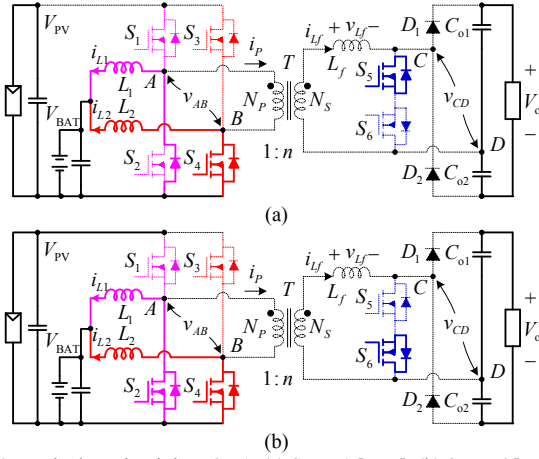 V_PV
S_1
S_3
i_P
T
i_Lf
+ v_Lf −
L_f
D_1
C_o1
i_L1
L_1
A
C
S_5
V_BAT
i_L2
L_2
v_AB
B
N_P
N_S
v_CD
+
V_o
−
S_6
D
S_2
S_4
1:n
D_2
C_o2
(a)
V_PV
S_1
S_3
i_P
T
i_Lf
+ v_Lf −
L_f
D_1
C_o1
i_L1
L_1
A
C
S_5
V_BAT
i_L2
L_2
v_AB
B
N_P
N_S
v_CD
+
V_o
−
S_6
D
S_2
S_4
1:n
D_2
C_o2
(b)